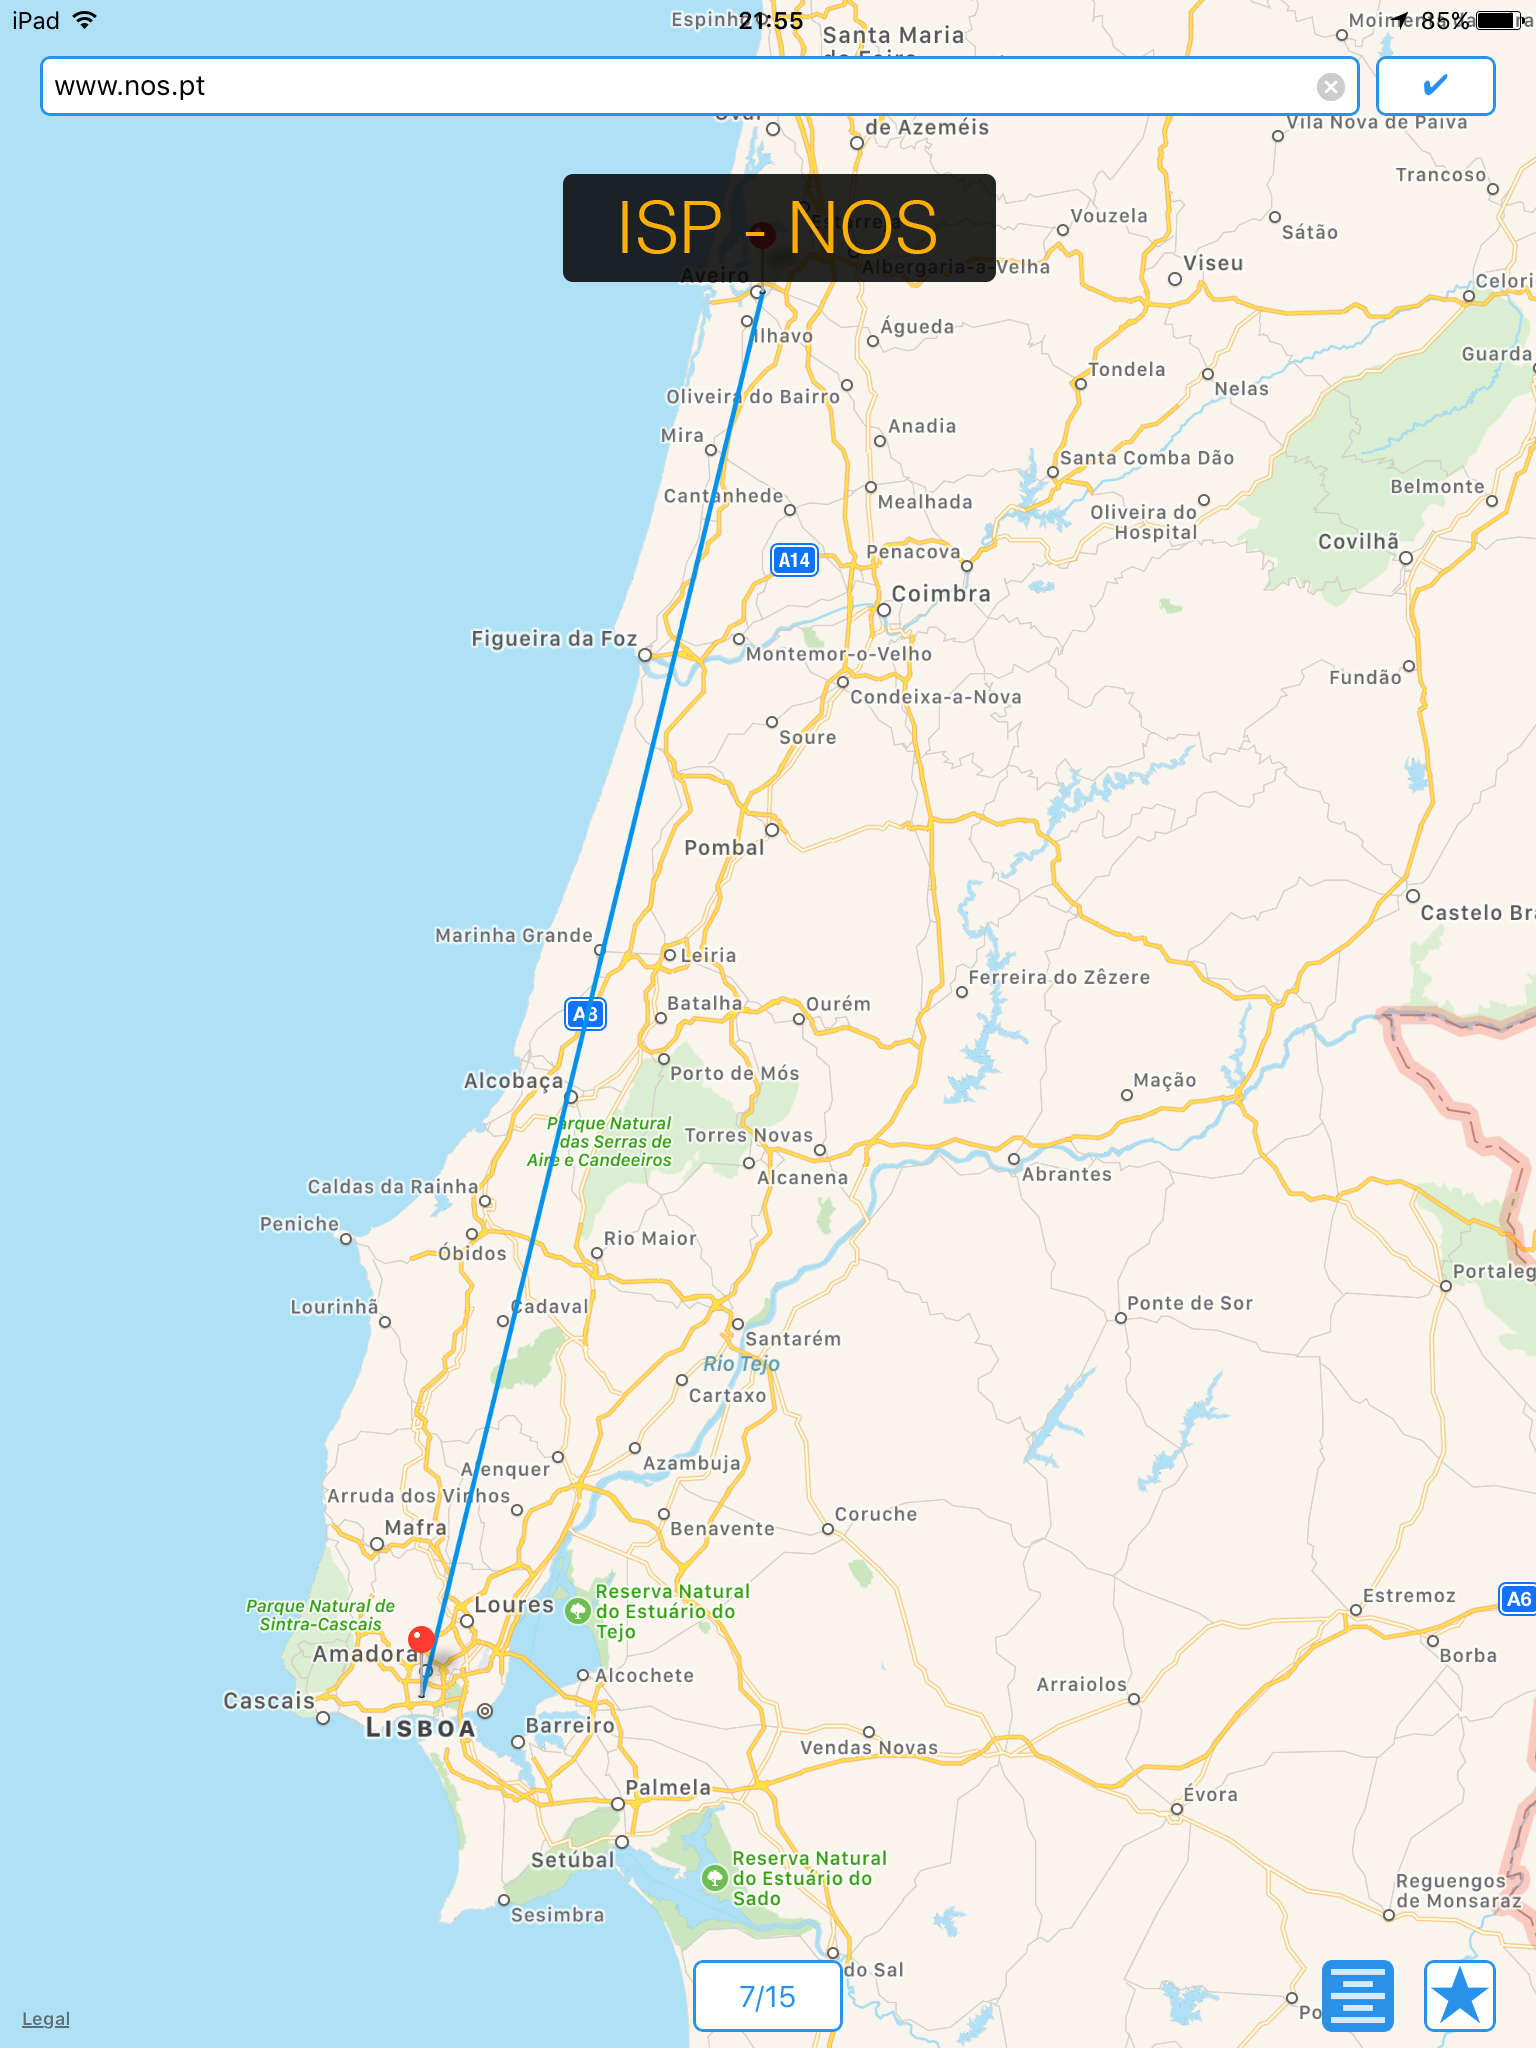 iPad
21:55
85%
Espinho
Santa Maria
da Feira
www.nos.pt
✔
Ovar
de Azeméis
Vila Nova de Paiva
Trancoso
ISP - NOS
Estarreja
Vouzela
Sátão
Aveiro
Albergaria-a-Velha
Viseu
Ílhavo
Águeda
Guarda
Tondela
Nelas
Oliveira do Bairro
Mira
Anadia
Santa Comba Dão
Cantanhede
Mealhada
Belmonte
Oliveira do
Hospital
A14
Penacova
Covilhã
Coimbra
Figueira da Foz
Montemor-o-Velho
Fundão
Condeixa-a-Nova
Soure
Pombal
Castelo Br
Marinha Grande
Leiria
Ferreira do Zêzere
Batalha
Ourém
A8
Porto de Mós
Alcobaça
Mação
Parque Natural
das Serras de
Aire e Candeeiros
Torres Novas
Alcanena
Abrantes
Caldas da Rainha
Peniche
Óbidos
Rio Maior
Portaleg
Lourinhã
Cadaval
Ponte de Sor
Santarém
Rio Tejo
Cartaxo
Alenquer
Azambuja
Arruda dos Vinhos
Mafra
Benavente
Coruche
Parque Natural de
Sintra-Cascais
Loures
Reserva Natural
do Estuário do
Tejo
Estremoz
A6
Amadora
Alcochete
Borba
Cascais
LISBOA
Barreiro
Arraiolos
Vendas Novas
Palmela
Évora
Setúbal
Reserva Natural
do Estuário do
Sado
Reguengos
de Monsaraz
Sesimbra
do Sal
7/15
Po
Legal